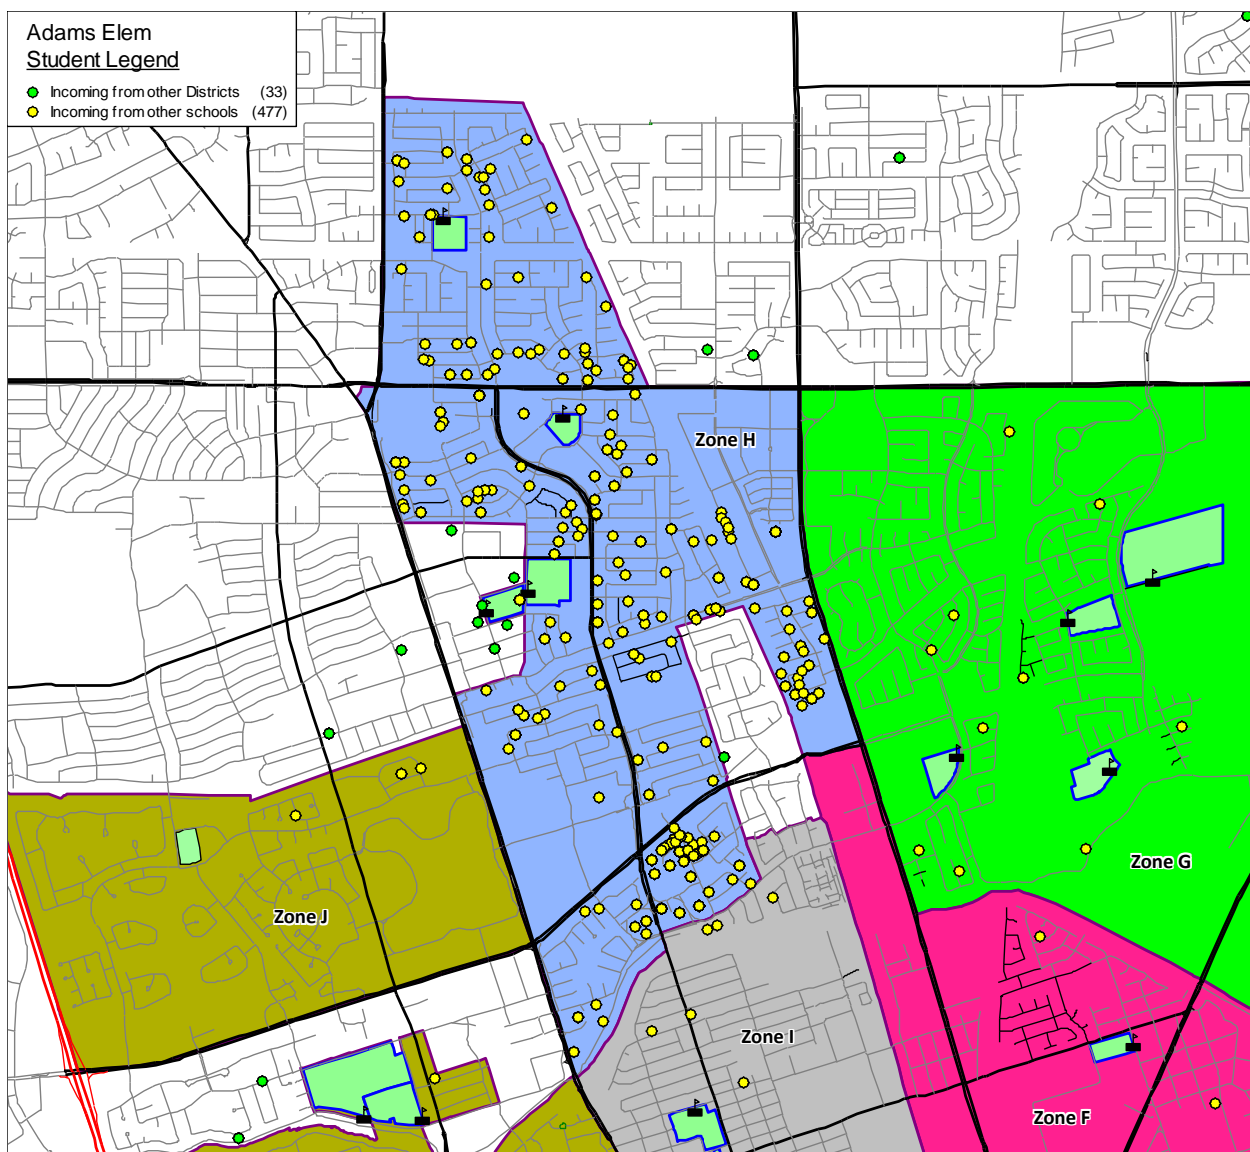 Adams Elem
Student Legend
Incoming from other Districts (33)
Incoming from other schools (477)
Zone H
Zone G
Zone J
Zone I
Zone F